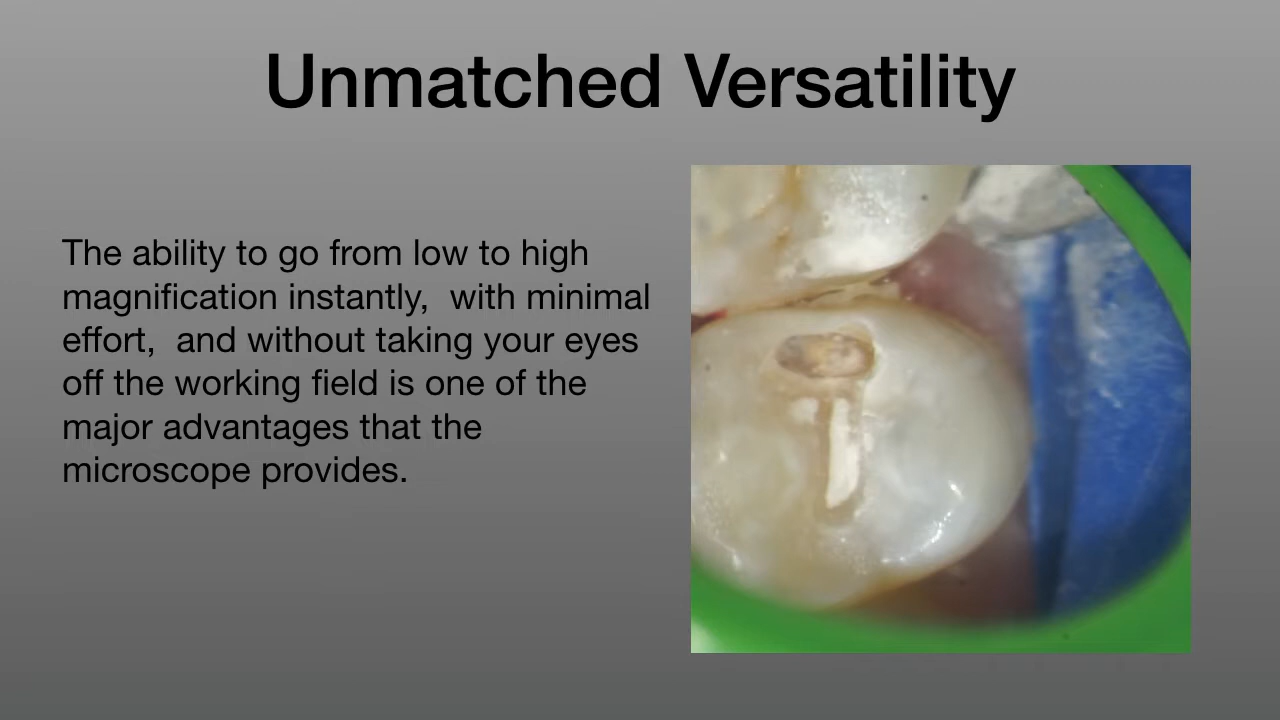 Unmatched Versatility
The ability to go from low to high
magnification instantly,  with minimal
effort,  and without taking your eyes
off the working field is one of the
major advantages that the
microscope provides.